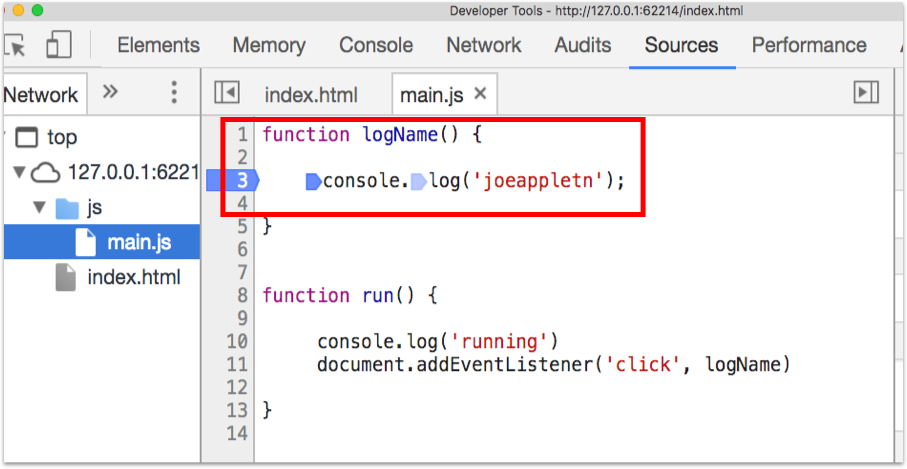 Developer Tools - http://127.0.0.1:62214/index.html
Elements Memory Console Network Audits Sources Performance
Network » index.html main.js ×
top
127.0.0.1:6221
js
main.js
index.html
1 function logName() {
2
3 console.log('joeappletn');
4
5 }
6
7
8 function run() {
9
10 console.log('running')
11 document.addEventListener('click', logName)
12
13 }
14